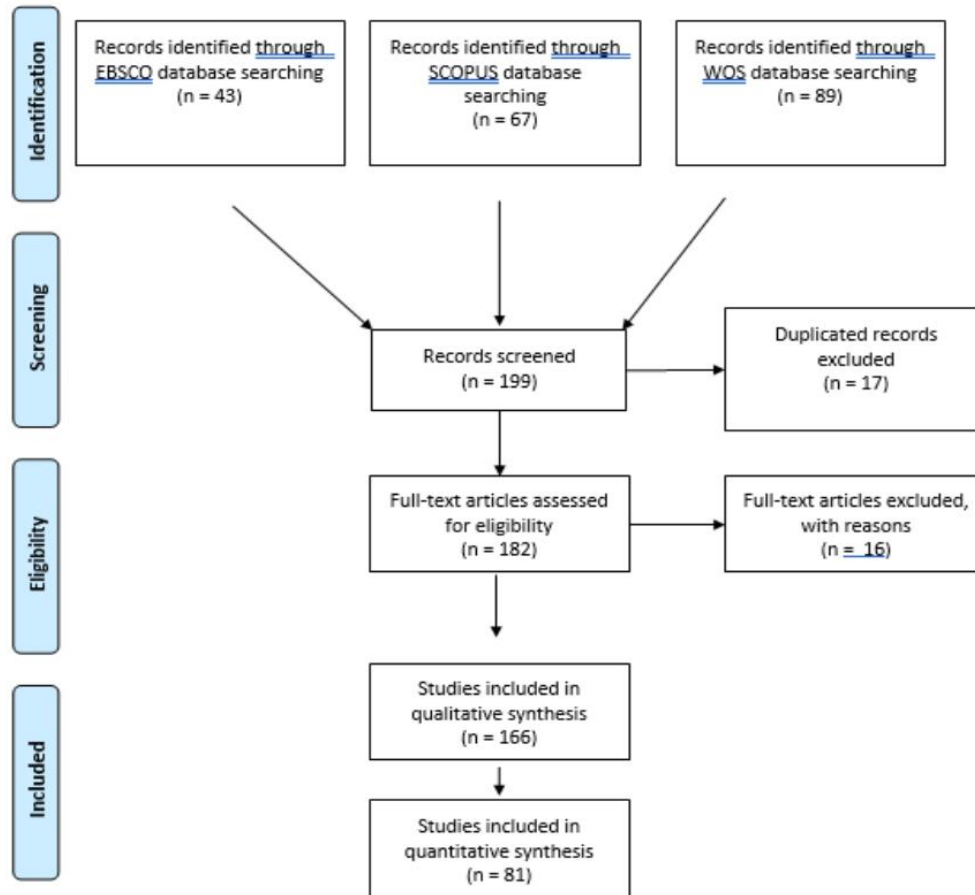 Identification
Records identified through
EBSCO database searching
(n = 43)
Records identified through
SCOPUS database
searching
(n = 67)
Records identified through
WOS database searching
(n = 89)
Screening
Records screened
(n = 199)
Duplicated records
excluded
(n = 17)
Eligibility
Full-text articles assessed
for eligibility
(n = 182)
Full-text articles excluded,
with reasons
(n = 16)
Included
Studies included in
qualitative synthesis
(n = 166)
Studies included in
quantitative synthesis
(n = 81)